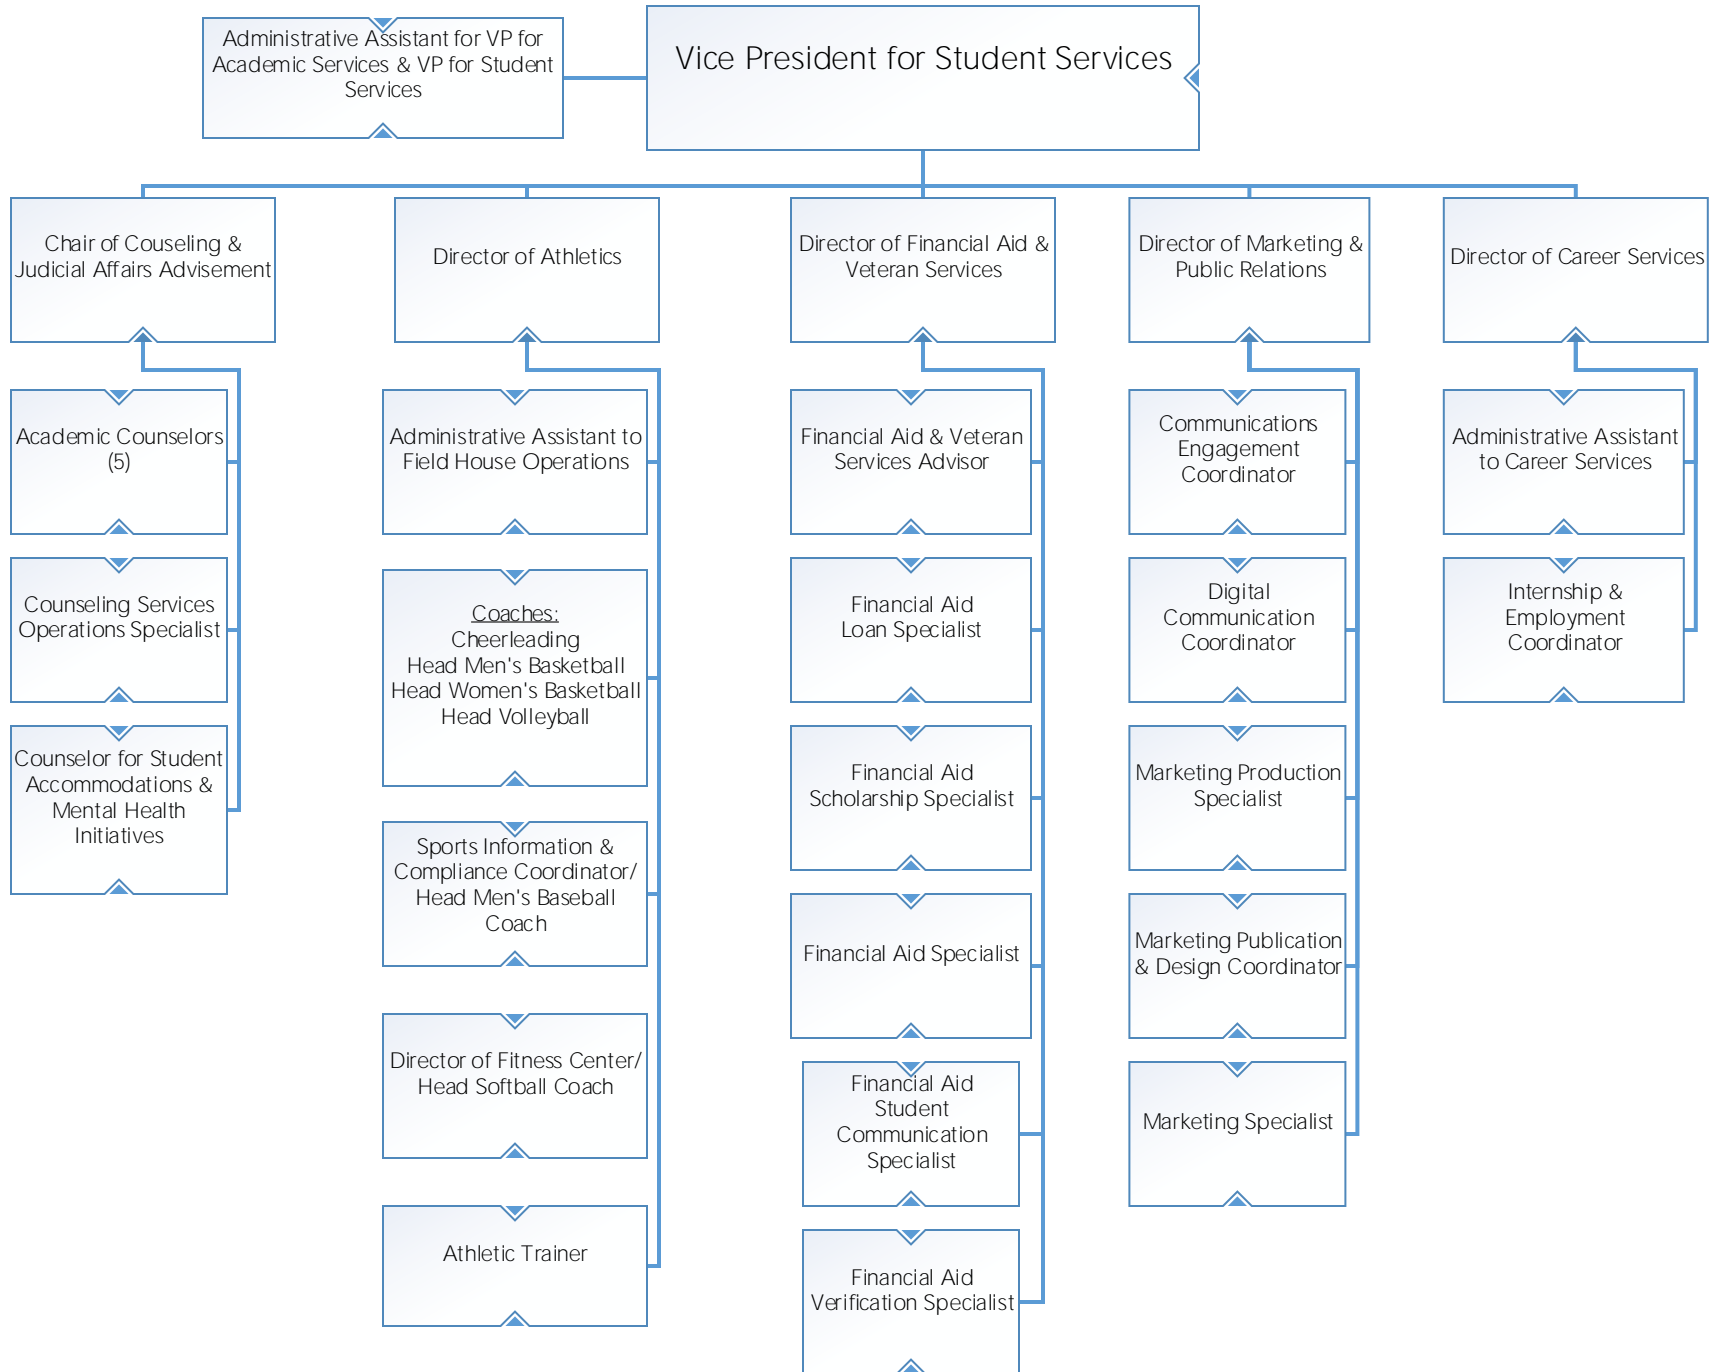 Administrative Assistant for VP for
Academic Services & VP for Student
Services
Vice President for Student Services
Chair of Couseling &
Judicial Affairs Advisement
Director of Athletics
Director of Financial Aid &
Veteran Services
Director of Marketing &
Public Relations
Director of Career Services
Academic Counselors
(5)
Counseling Services
Operations Specialist
Counselor for Student
Accommodations &
Mental Health
Initiatives
Administrative Assistant to
Field House Operations
Coaches:
Cheerleading
Head Men's Basketball
Head Women's Basketball
Head Volleyball
Sports Information &
Compliance Coordinator/
Head Men's Baseball
Coach
Director of Fitness Center/
Head Softball Coach
Athletic Trainer
Financial Aid & Veteran
Services Advisor
Financial Aid
Loan Specialist
Financial Aid
Scholarship Specialist
Financial Aid Specialist
Financial Aid
Student
Communication
Specialist
Financial Aid
Verification Specialist
Communications
Engagement
Coordinator
Digital
Communication
Coordinator
Marketing Production
Specialist
Marketing Publication
& Design Coordinator
Marketing Specialist
Administrative Assistant
to Career Services
Internship &
Employment
Coordinator